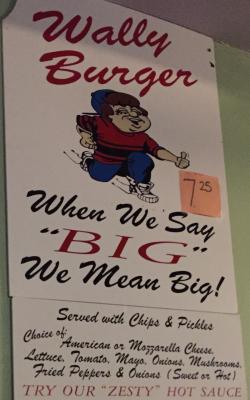 Wally
Burger
7 25
When We Say
"BIG"
We Mean Big!
Served with Chips & Pickles
Choice of:
American or Mozzarella Cheese,
Lettuce, Tomato, Mayo, Onions, Mushrooms,
Fried Peppers & Onions (Sweet or Hot)
TRY OUR "ZESTY" HOT SAUCE